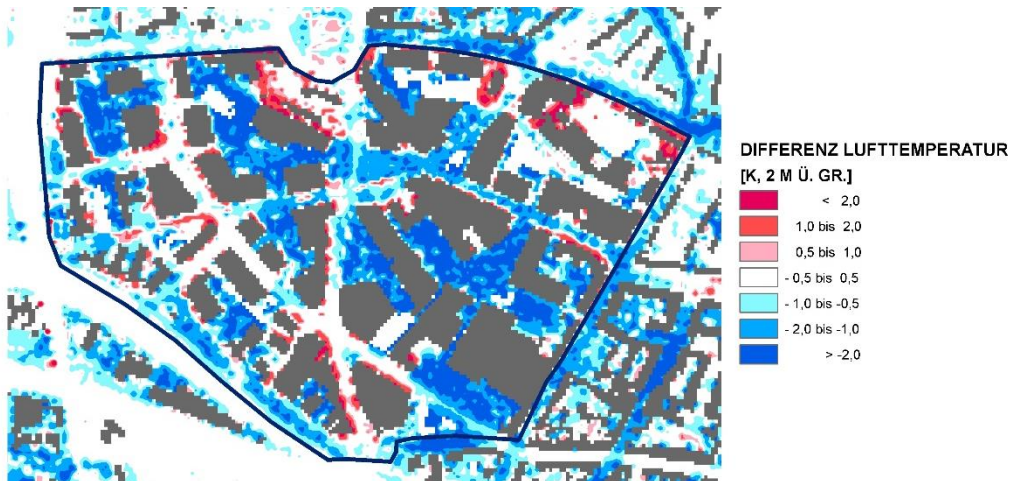 DIFFERENZ LUFTTEMPERATUR
[K, 2 M Ü. GR.]
< 2,0
1,0 bis 2,0
0,5 bis 1,0
- 0,5 bis 0,5
- 1,0 bis -0,5
- 2,0 bis -1,0
> -2,0